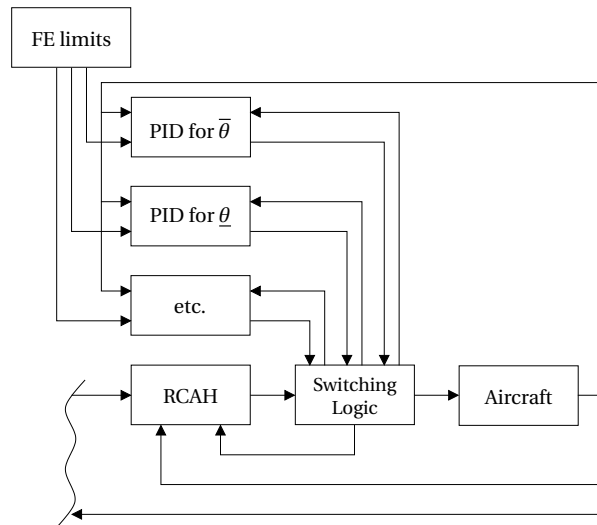 FE limits
PID for θ̅
PID for θ̲
etc.
RCAH
Switching
Logic
Aircraft